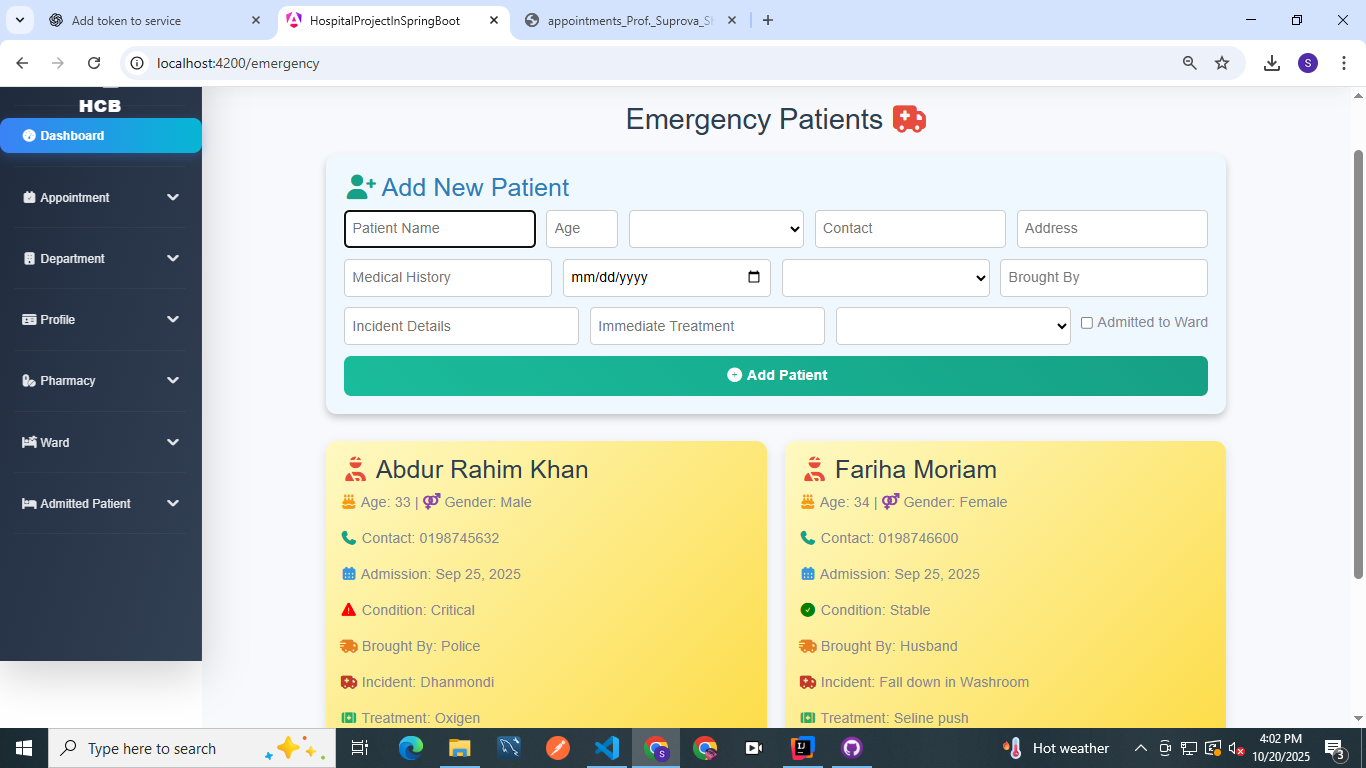 Add token to service
HospitalProjectInSpringBoot
appointments_Prof._Suprova_S
localhost:4200/emergency
S
HCB
Dashboard
Appointment
Department
Profile
Pharmacy
Ward
Admitted Patient
Emergency Patients
Add New Patient
Patient Name
Age
Contact
Address
Medical History
mm/dd/yyyy
Brought By
Incident Details
Immediate Treatment
Admitted to Ward
Add Patient
Abdur Rahim Khan
Age: 33 | Gender: Male
Contact: 0198745632
Admission: Sep 25, 2025
Condition: Critical
Brought By: Police
Incident: Dhanmondi
Treatment: Oxigen
Fariha Moriam
Age: 34 | Gender: Female
Contact: 0198746600
Admission: Sep 25, 2025
Condition: Stable
Brought By: Husband
Incident: Fall down in Washroom
Treatment: Seline push
Type here to search
Hot weather
4:02 PM
10/20/2025
3